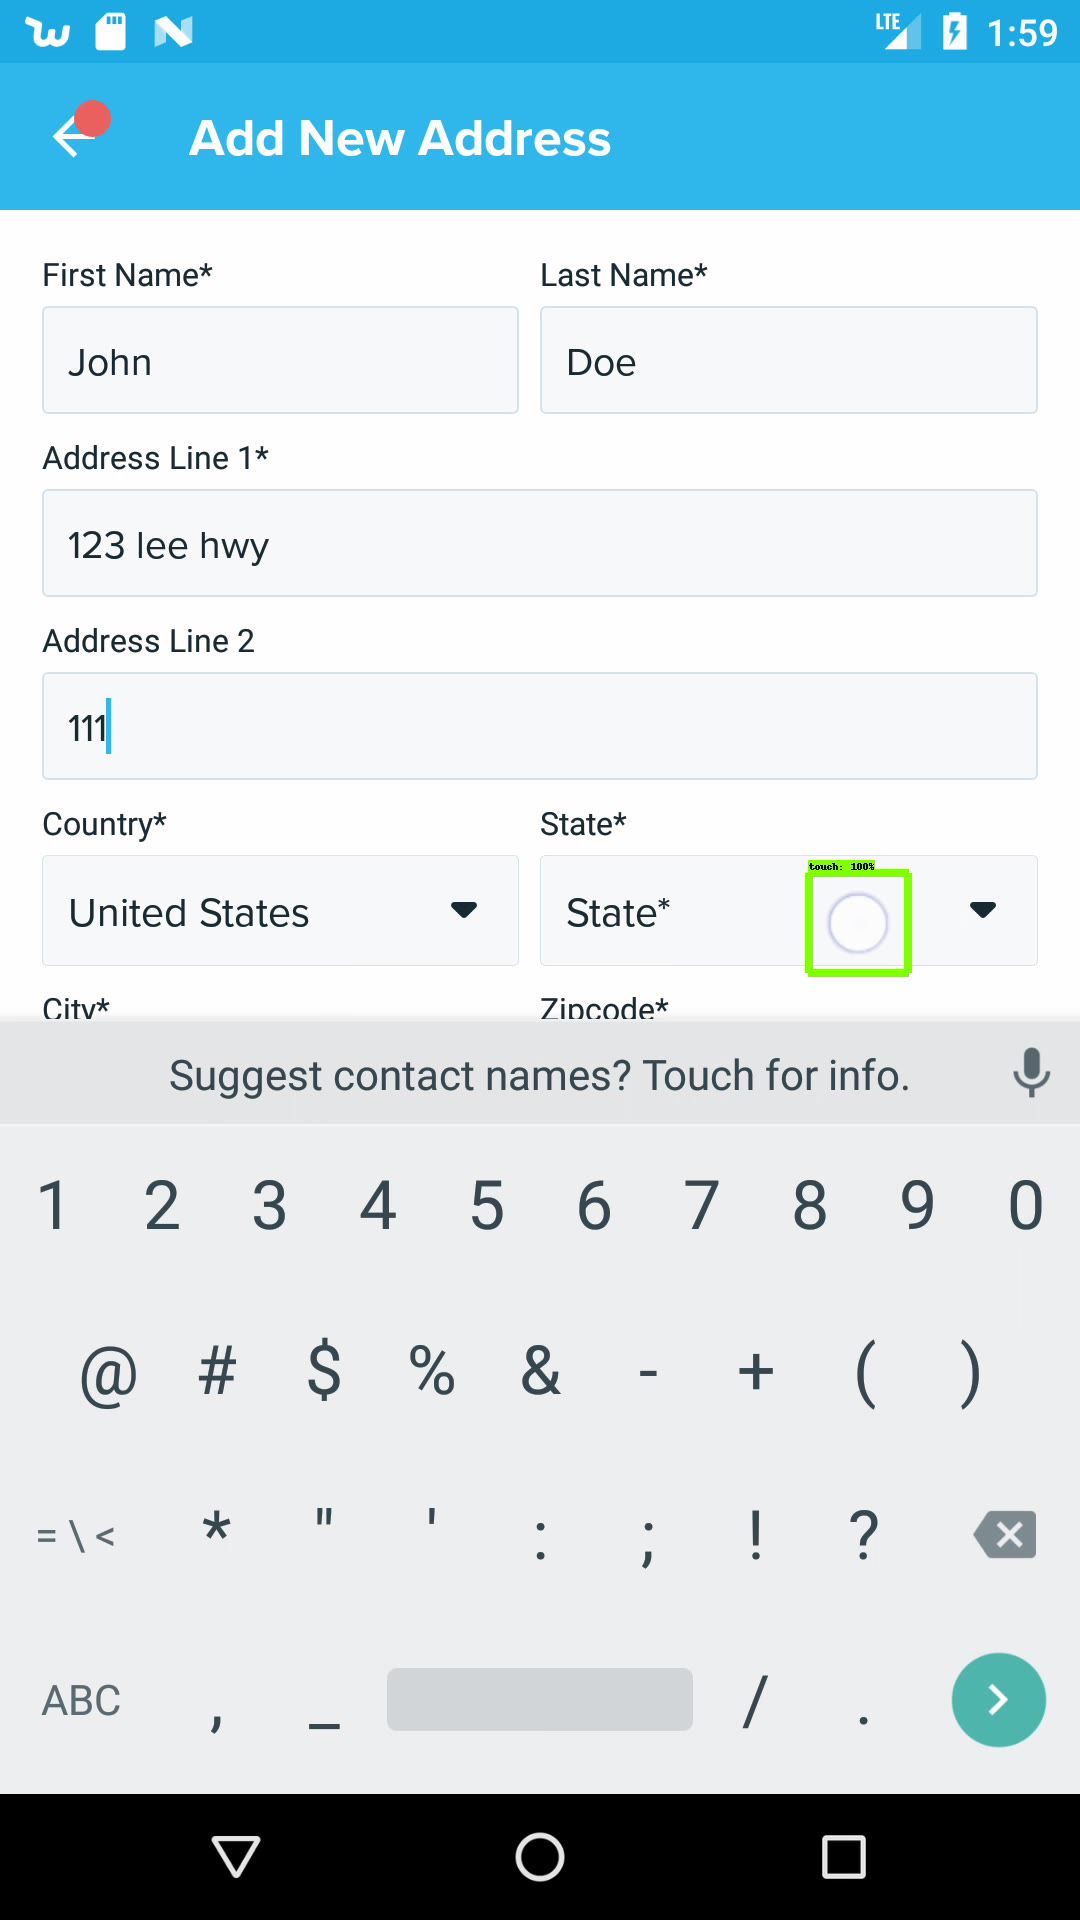 LTE 1:59
Add New Address
First Name* Last Name*
John Doe
Address Line 1*
123 lee hwy
Address Line 2
111
Country* State*
touch: 100%
United States State*
City* Zipcode*
Suggest contact names? Touch for info.
1 2 3 4 5 6 7 8 9 0
@ # $ % & - + ( )
= \ < * " ' : ; ! ?
ABC , _ / .